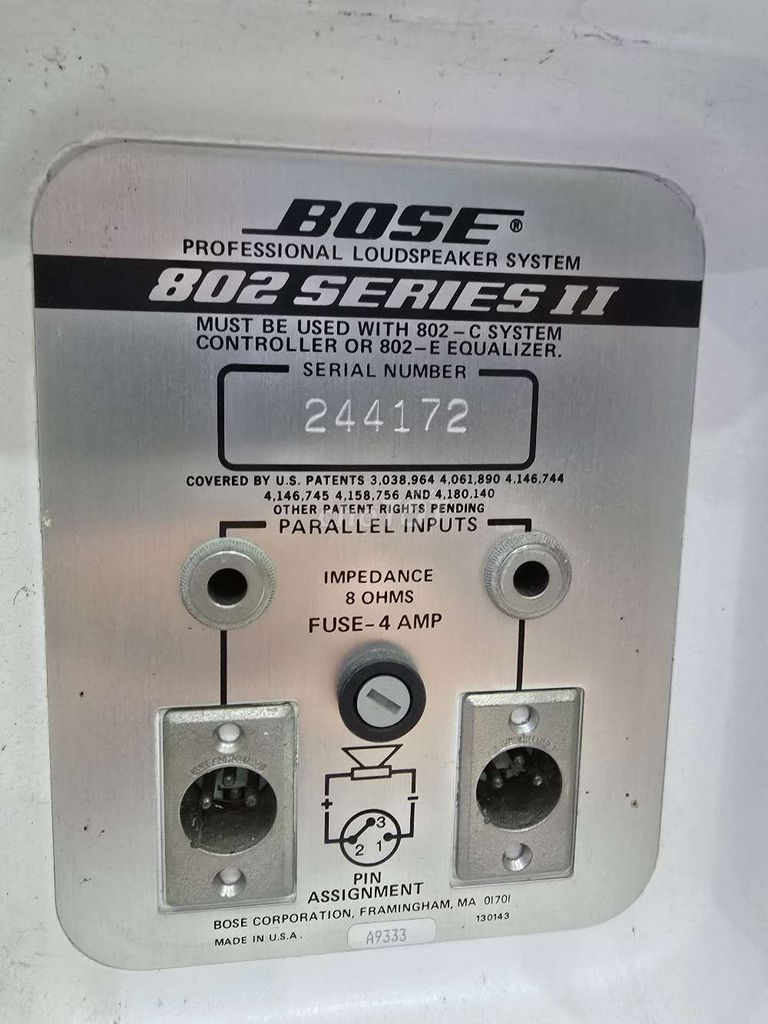 BOSE®
PROFESSIONAL LOUDSPEAKER SYSTEM
802 SERIES II
MUST BE USED WITH 802-C SYSTEM
CONTROLLER OR 802-E EQUALIZER.
SERIAL NUMBER
244172
COVERED BY U.S. PATENTS 3,038,964 4,061,890 4,146,744
4,146,745 4,158,756 AND 4,180,140
OTHER PATENT RIGHTS PENDING
PARALLEL INPUTS
IMPEDANCE
8 OHMS
FUSE-4 AMP
+ -
3
2 1
PIN
ASSIGNMENT
BOSE CORPORATION, FRAMINGHAM, MA 01701
130143
MADE IN U.S.A.
A9333